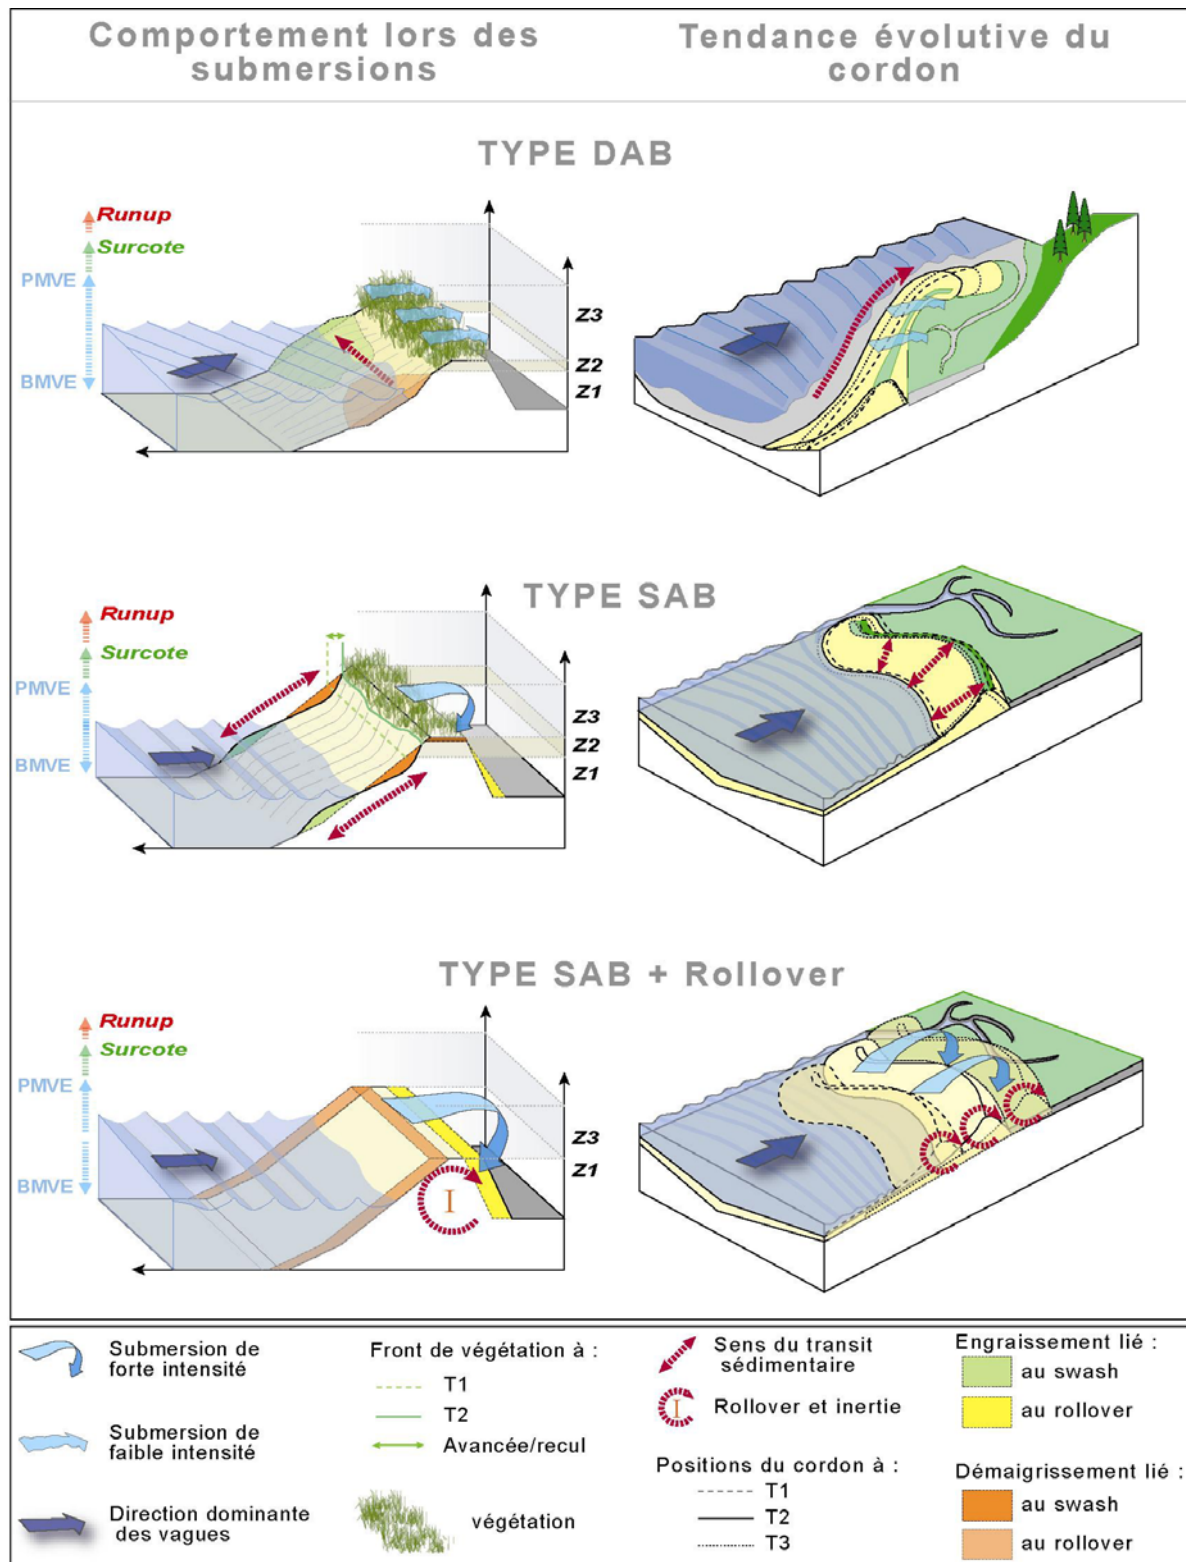 Comportement lors des
submersions
Tendance évolutive du
cordon
TYPE DAB
Runup
Surcote
PMVE
BMVE
Z3
Z2
Z1
TYPE SAB
Runup
Surcote
PMVE
BMVE
Z3
Z2
Z1
TYPE SAB + Rollover
Runup
Surcote
PMVE
BMVE
Z3
Z1
I
Submersion de
forte intensité
Submersion de
faible intensité
Direction dominante
des vagues
Front de végétation à :
T1
T2
Avancée/recul
végétation
Sens du transit
sédimentaire
I
Rollover et inertie
Positions du cordon à :
T1
T2
T3
Engraissement lié :
au swash
au rollover
Démaigrissement lié :
au swash
au rollover